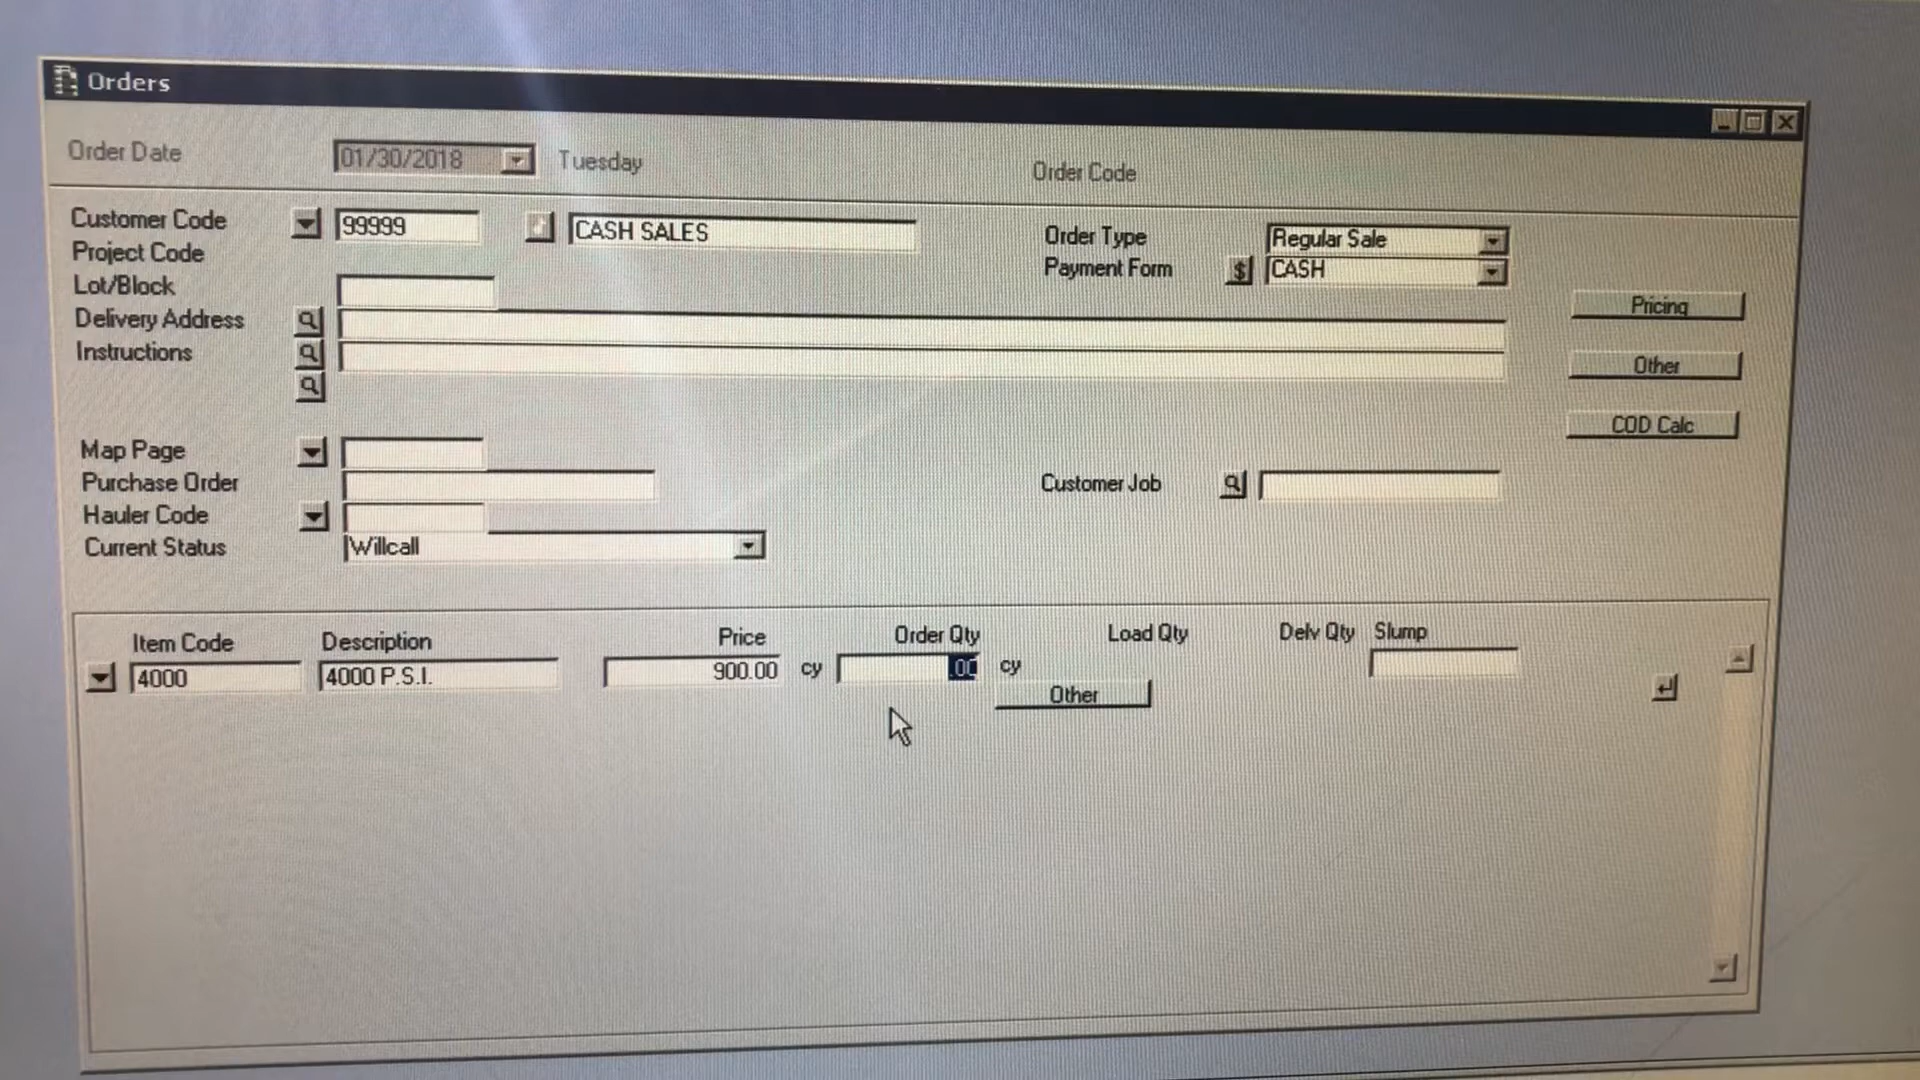 Orders
Order Date 01/30/2018 Tuesday Order Code
Customer Code 99999 CASH SALES Order Type Regular Sale
Project Code Payment Form $ CASH
Lot/Block
Pricing
Delivery Address
Instructions
Other
COD Calc
Map Page
Purchase Order Customer Job
Hauler Code
Current Status Willcall
Item Code Description Price Order Qty Load Qty Delv Qty Slump
4000 4000 P.S.I. 900.00 cy .00 cy
Other